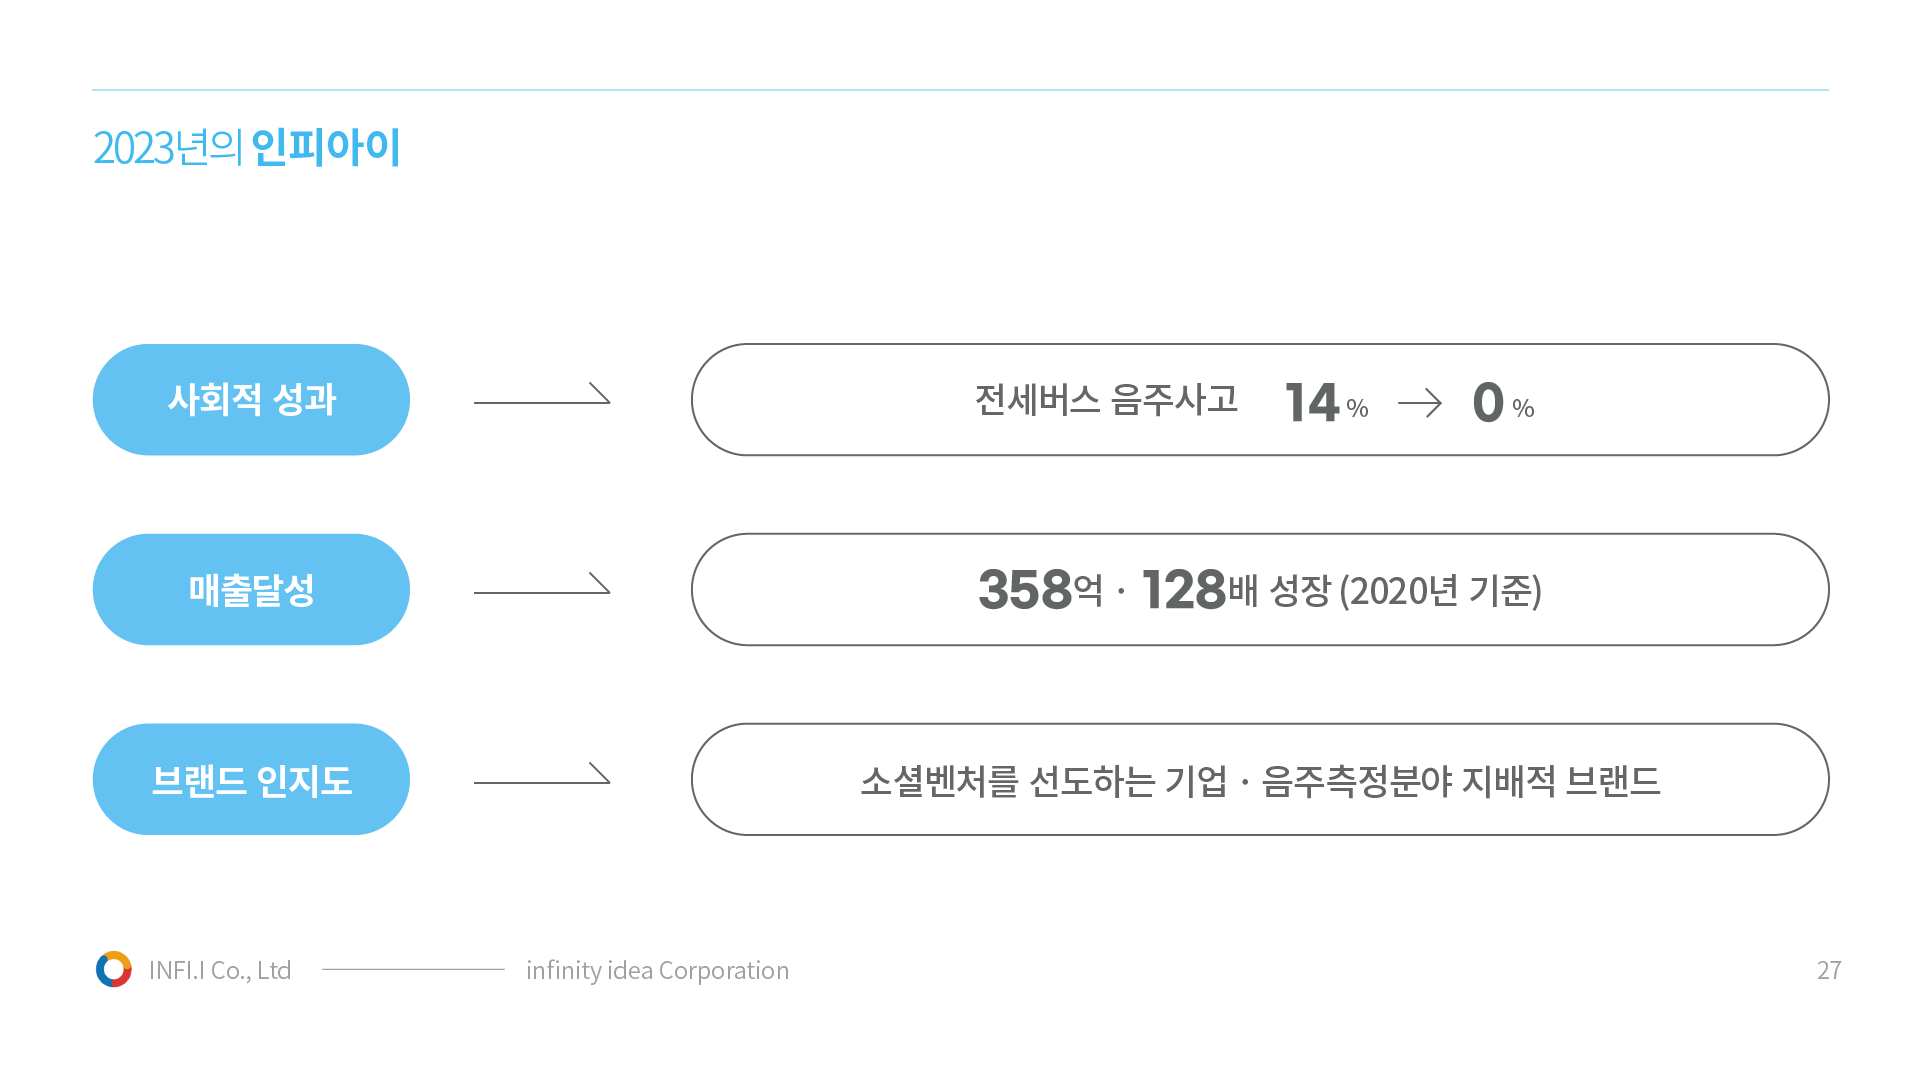 2023년의 인피아이
사회적 성과
전세버스 음주사고 14 % → 0 %
매출달성
358억 · 128배 성장 (2020년 기준)
브랜드 인지도
소셜벤처를 선도하는 기업 · 음주측정분야 지배적 브랜드
INFI.I Co., Ltd
infinity idea Corporation
27